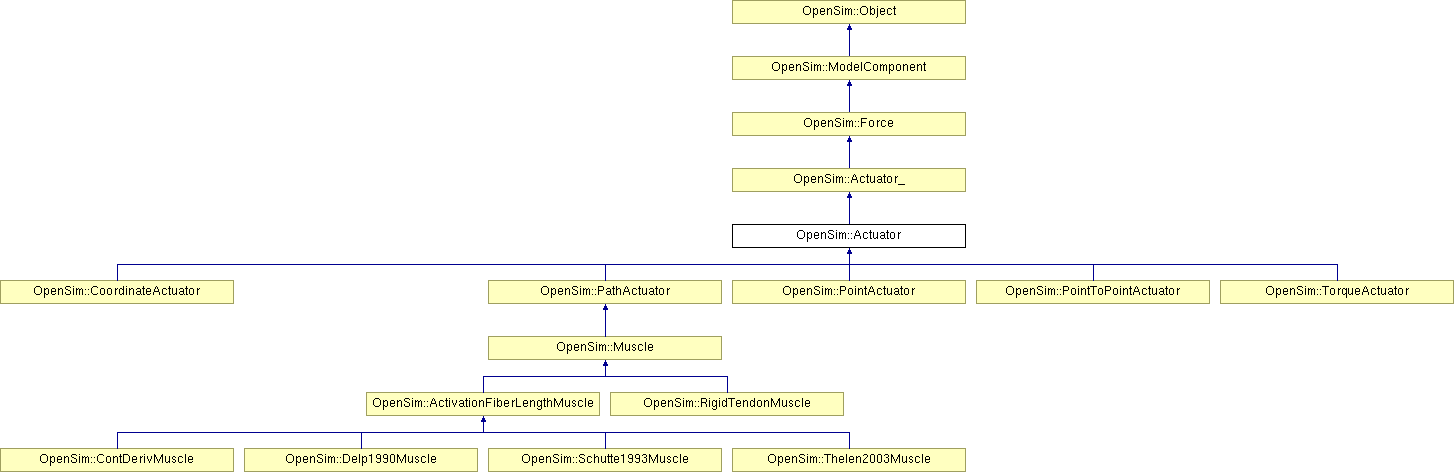 OpenSim::Object
OpenSim::ModelComponent
OpenSim::Force
OpenSim::Actuator_
OpenSim::Actuator
OpenSim::CoordinateActuator
OpenSim::PathActuator
OpenSim::PointActuator
OpenSim::PointToPointActuator
OpenSim::TorqueActuator
OpenSim::Muscle
OpenSim::ActivationFiberLengthMuscle
OpenSim::RigidTendonMuscle
OpenSim::ContDerivMuscle
OpenSim::Delp1990Muscle
OpenSim::Schutte1993Muscle
OpenSim::Thelen2003Muscle